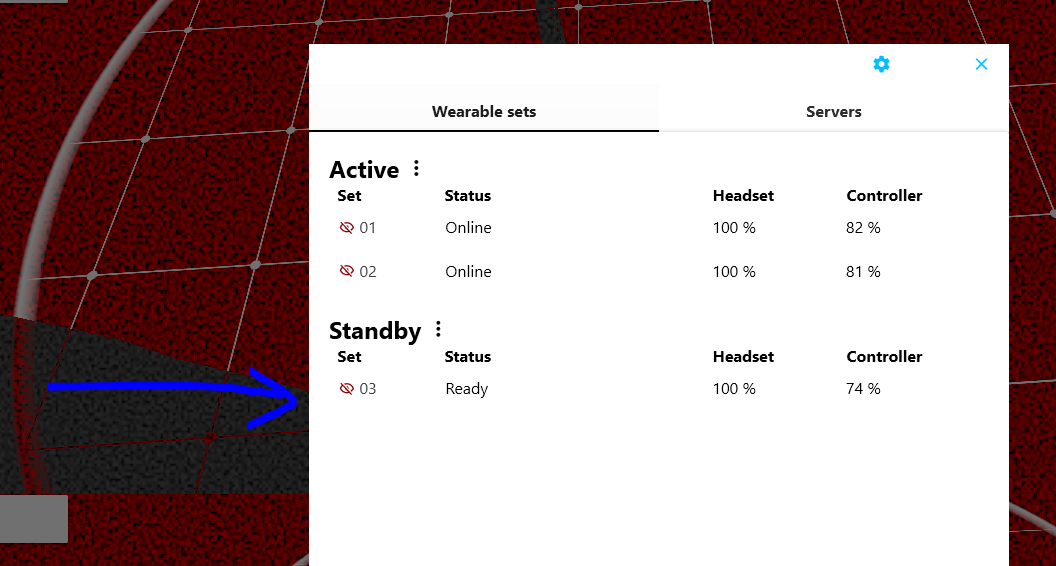 Wearable sets Servers
Active
Set Status Headset Controller
01 Online 100 % 82 %
02 Online 100 % 81 %
Standby
Set Status Headset Controller
03 Ready 100 % 74 %